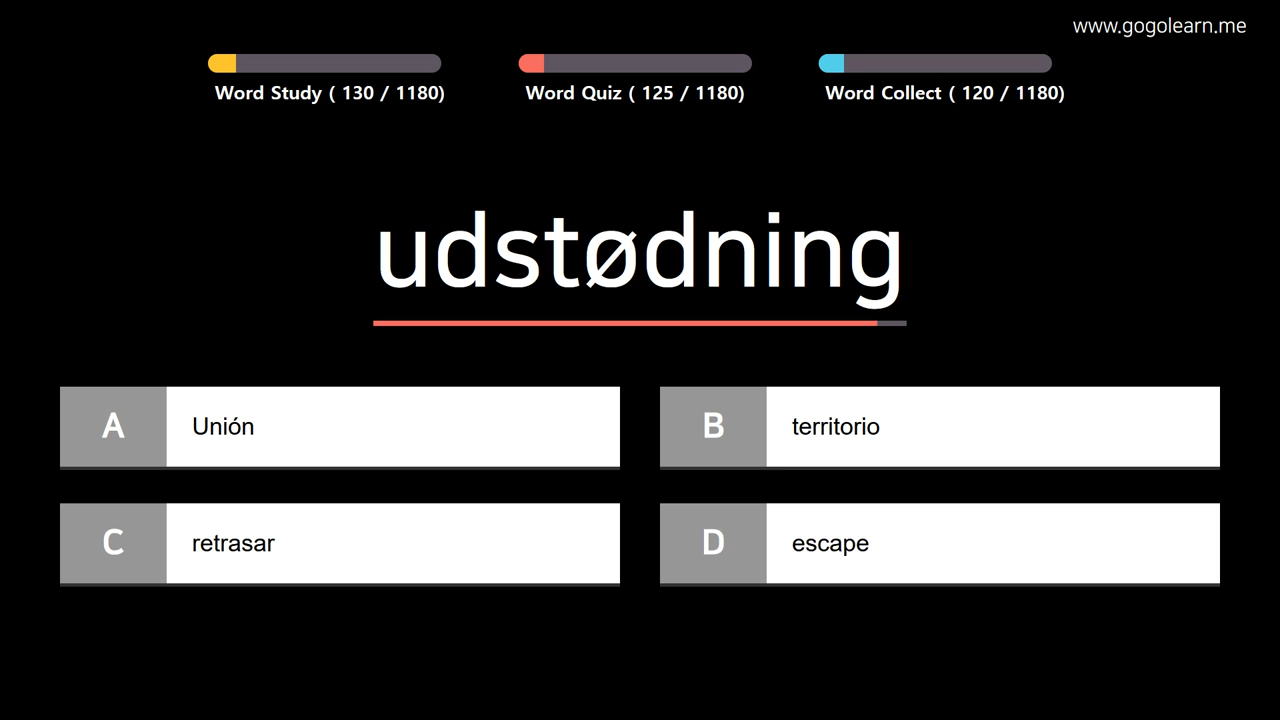 www.gogolearn.me
Word Study ( 130 / 1180)
Word Quiz ( 125 / 1180)
Word Collect ( 120 / 1180)
udstødning
A Unión
B territorio
C retrasar
D escape